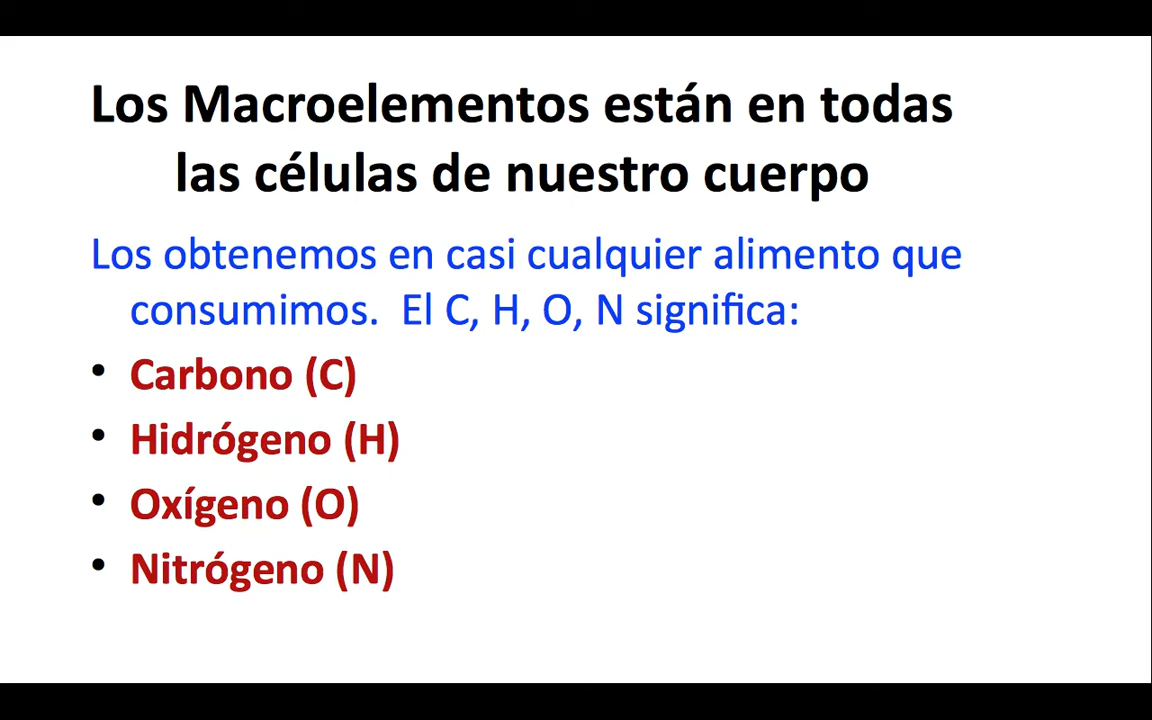 Los Macroelementos están en todas
las células de nuestro cuerpo
Los obtenemos en casi cualquier alimento que
consumimos.  El C, H, O, N significa:
• Carbono (C)
• Hidrógeno (H)
• Oxígeno (O)
• Nitrógeno (N)